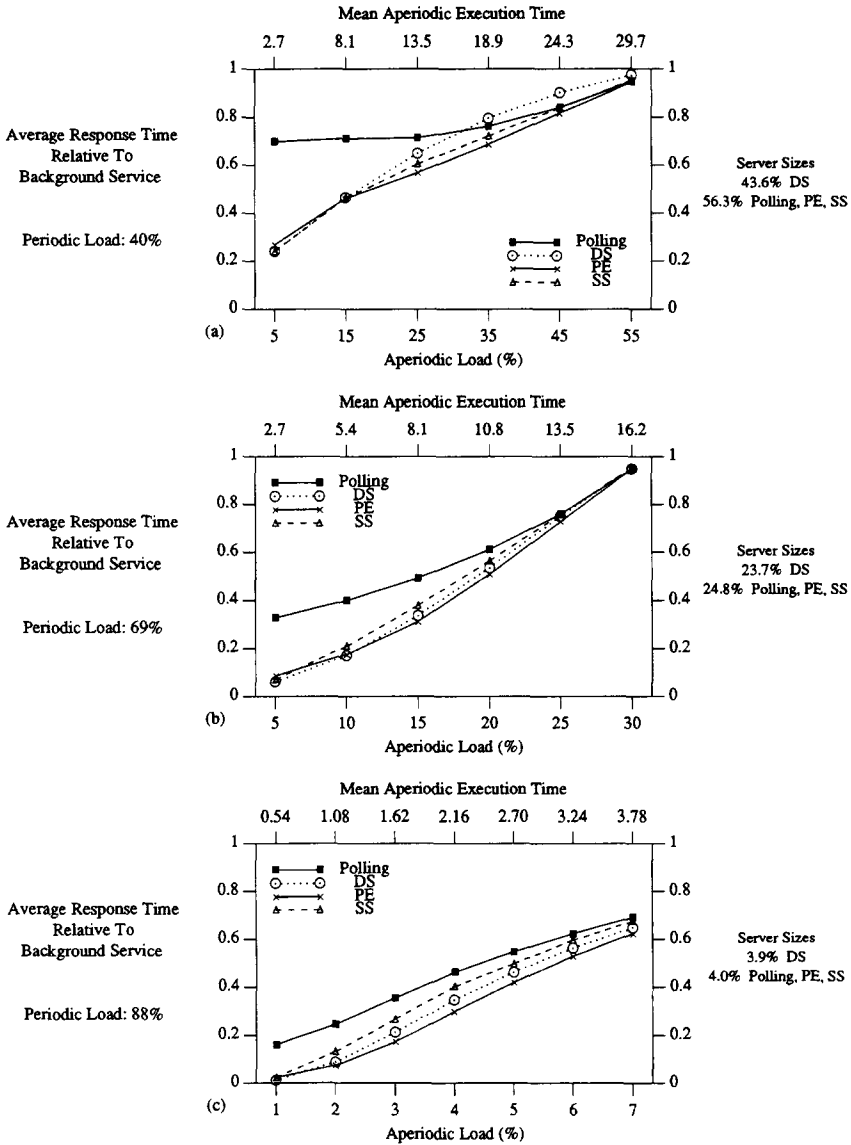 Mean Aperiodic Execution Time
2.7 8.1 13.5 18.9 24.3 29.7
1 1
0.8 0.8
0.6 0.6
0.4 0.4
0.2 0.2
0 0
Average Response Time
Relative To
Background Service
Periodic Load: 40%
Server Sizes
43.6% DS
56.3% Polling, PE, SS
Polling
DS
PE
SS
(a)
5 15 25 35 45 55
Aperiodic Load (%)
Mean Aperiodic Execution Time
2.7 5.4 8.1 10.8 13.5 16.2
1 1
0.8 0.8
0.6 0.6
0.4 0.4
0.2 0.2
0 0
Polling
DS
PE
SS
Average Response Time
Relative To
Background Service
Periodic Load: 69%
Server Sizes
23.7% DS
24.8% Polling, PE, SS
(b)
5 10 15 20 25 30
Aperiodic Load (%)
Mean Aperiodic Execution Time
0.54 1.08 1.62 2.16 2.70 3.24 3.78
1 1
0.8 0.8
0.6 0.6
0.4 0.4
0.2 0.2
0 0
Polling
DS
PE
SS
Average Response Time
Relative To
Background Service
Periodic Load: 88%
Server Sizes
3.9% DS
4.0% Polling, PE, SS
(c)
1 2 3 4 5 6 7
Aperiodic Load (%)